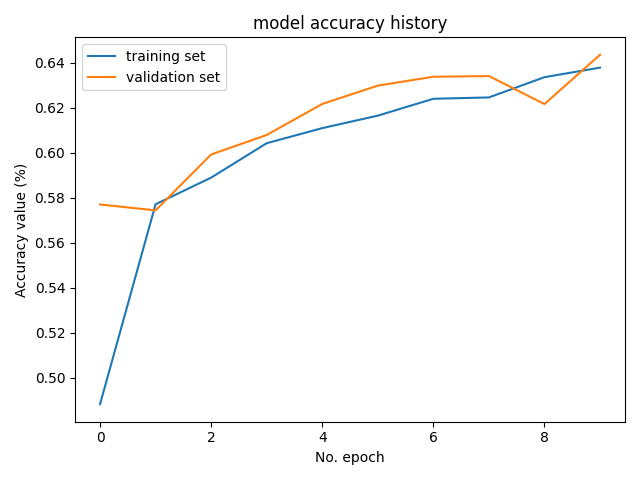 model accuracy history
training set
validation set
Accuracy value (%)
0.64
0.62
0.60
0.58
0.56
0.54
0.52
0.50
0 2 4 6 8
No. epoch